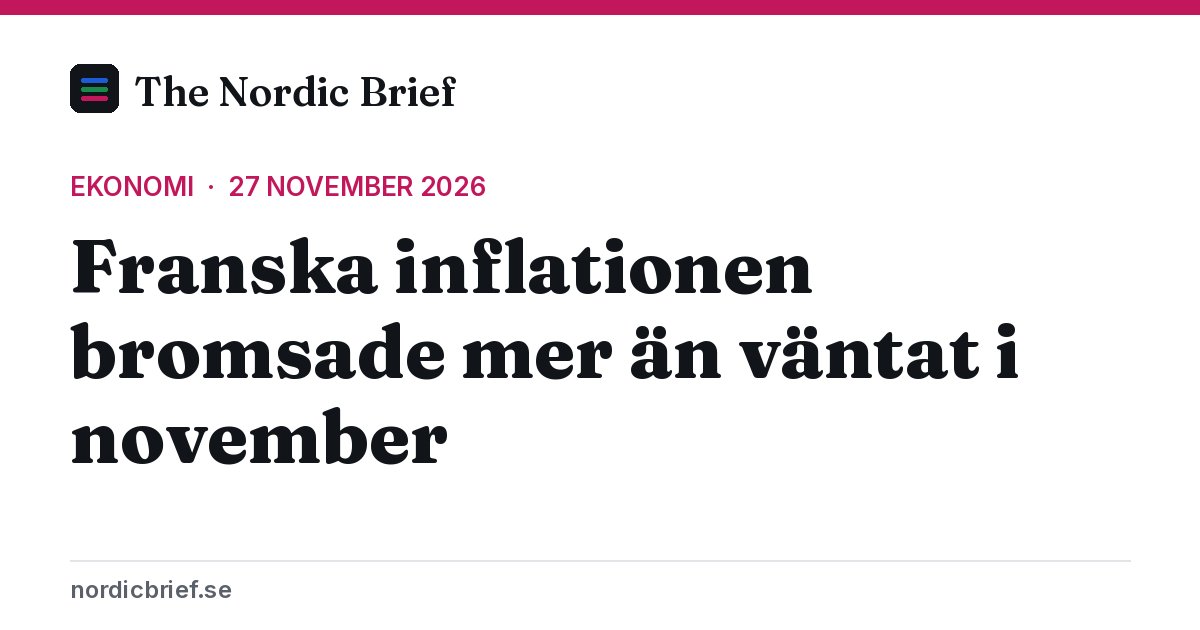 The Nordic Brief
EKONOMI · 27 NOVEMBER 2026
Franska inflationen
bromsade mer än väntat i
november
nordicbrief.se